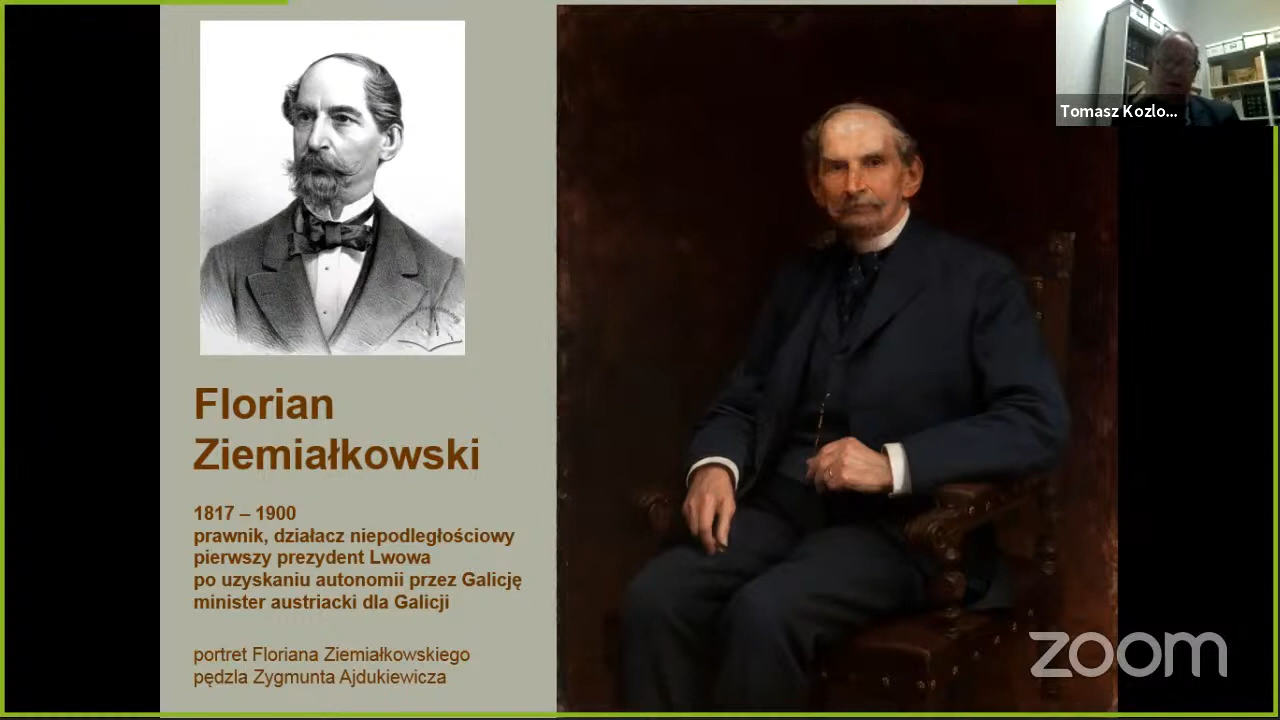 Florian
Ziemiałkowski
1817 – 1900
prawnik, działacz niepodległościowy
pierwszy prezydent Lwowa
po uzyskaniu autonomii przez Galicję
minister austriacki dla Galicji
portret Floriana Ziemiałkowskiego
pędzla Zygmunta Ajdukiewicza
Tomasz Kozlo...
zoom